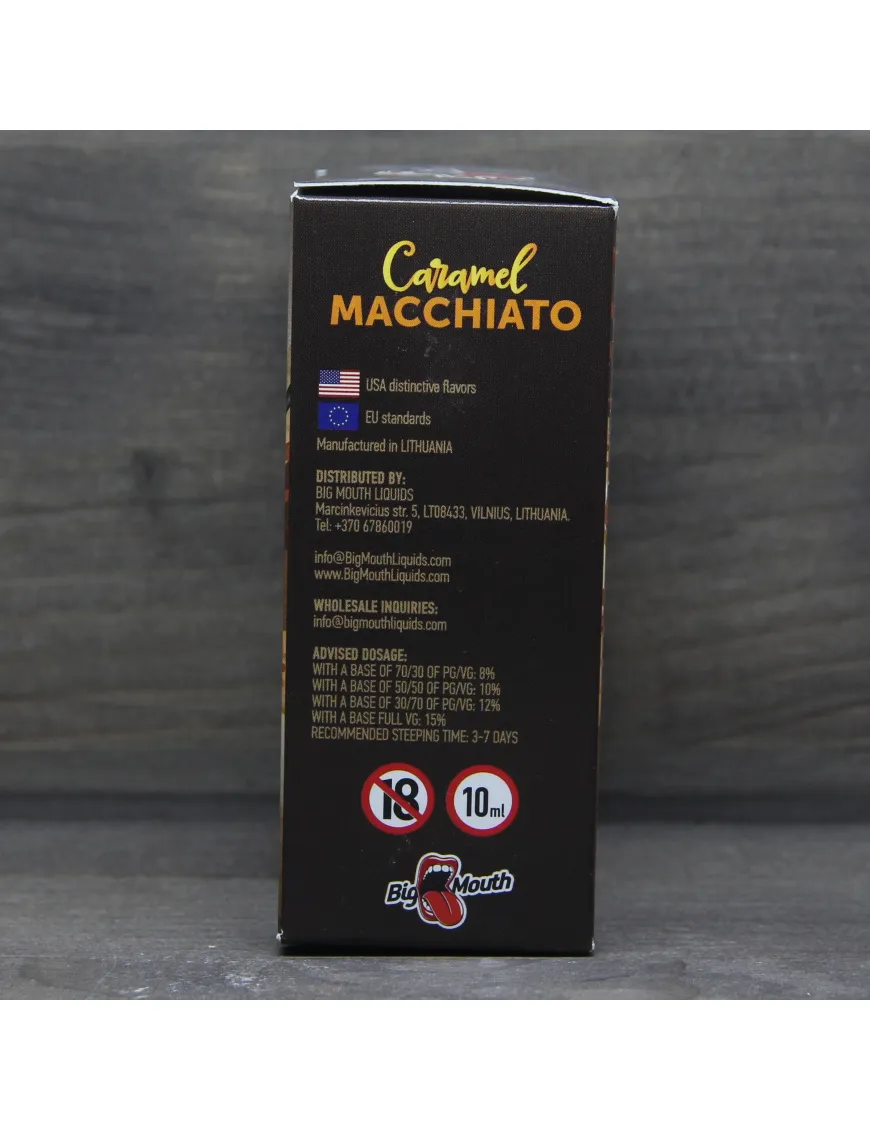 Caramel
MACCHIATO
USA distinctive flavors
EU standards
Manufactured in LITHUANIA
DISTRIBUTED BY:
BIG MOUTH LIQUIDS
Marcinkevicius str. 5, LT08433, VILNIUS, LITHUANIA.
Tel: +370 67860019
info@BigMouthLiquids.com
www.BigMouthLiquids.com
WHOLESALE INQUIRIES:
info@bigmouthliquids.com
ADVISED DOSAGE:
WITH A BASE OF 70/30 OF PG/VG: 8%
WITH A BASE OF 50/50 OF PG/VG: 10%
WITH A BASE OF 30/70 OF PG/VG: 12%
WITH A BASE FULL VG: 15%
RECOMMENDED STEEPING TIME: 3-7 DAYS
18 10ml
Big Mouth